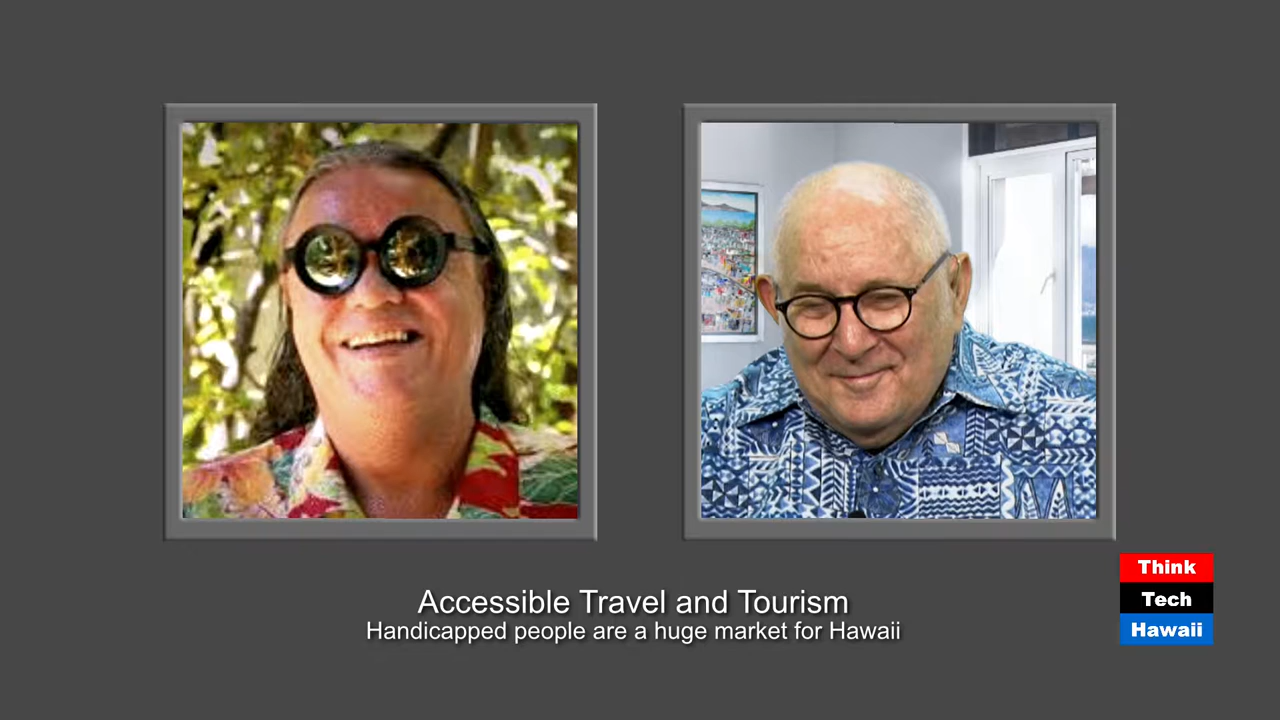 Accessible Travel and Tourism
Handicapped people are a huge market for Hawaii
Think
Tech
Hawaii